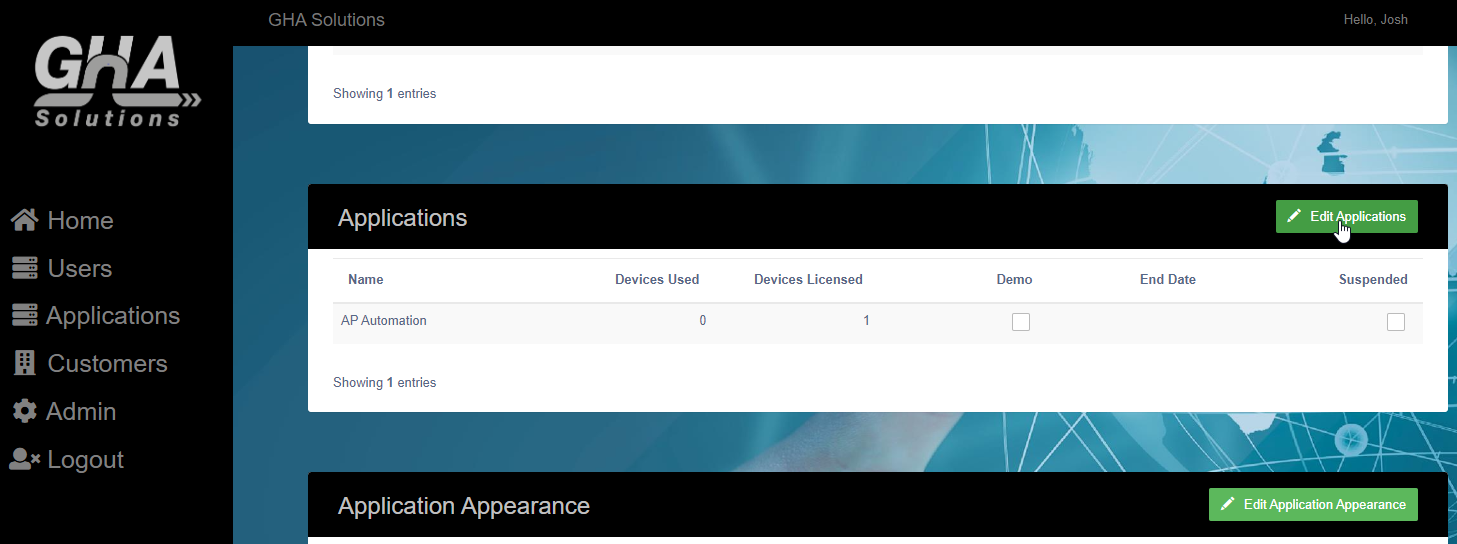 GHA
Solutions
GHA Solutions
Hello, Josh
Home
Users
Applications
Customers
Admin
Logout
Showing 1 entries
Applications
Edit Applications
Name Devices Used Devices Licensed Demo End Date Suspended
AP Automation 0 1
Showing 1 entries
Application Appearance
Edit Application Appearance